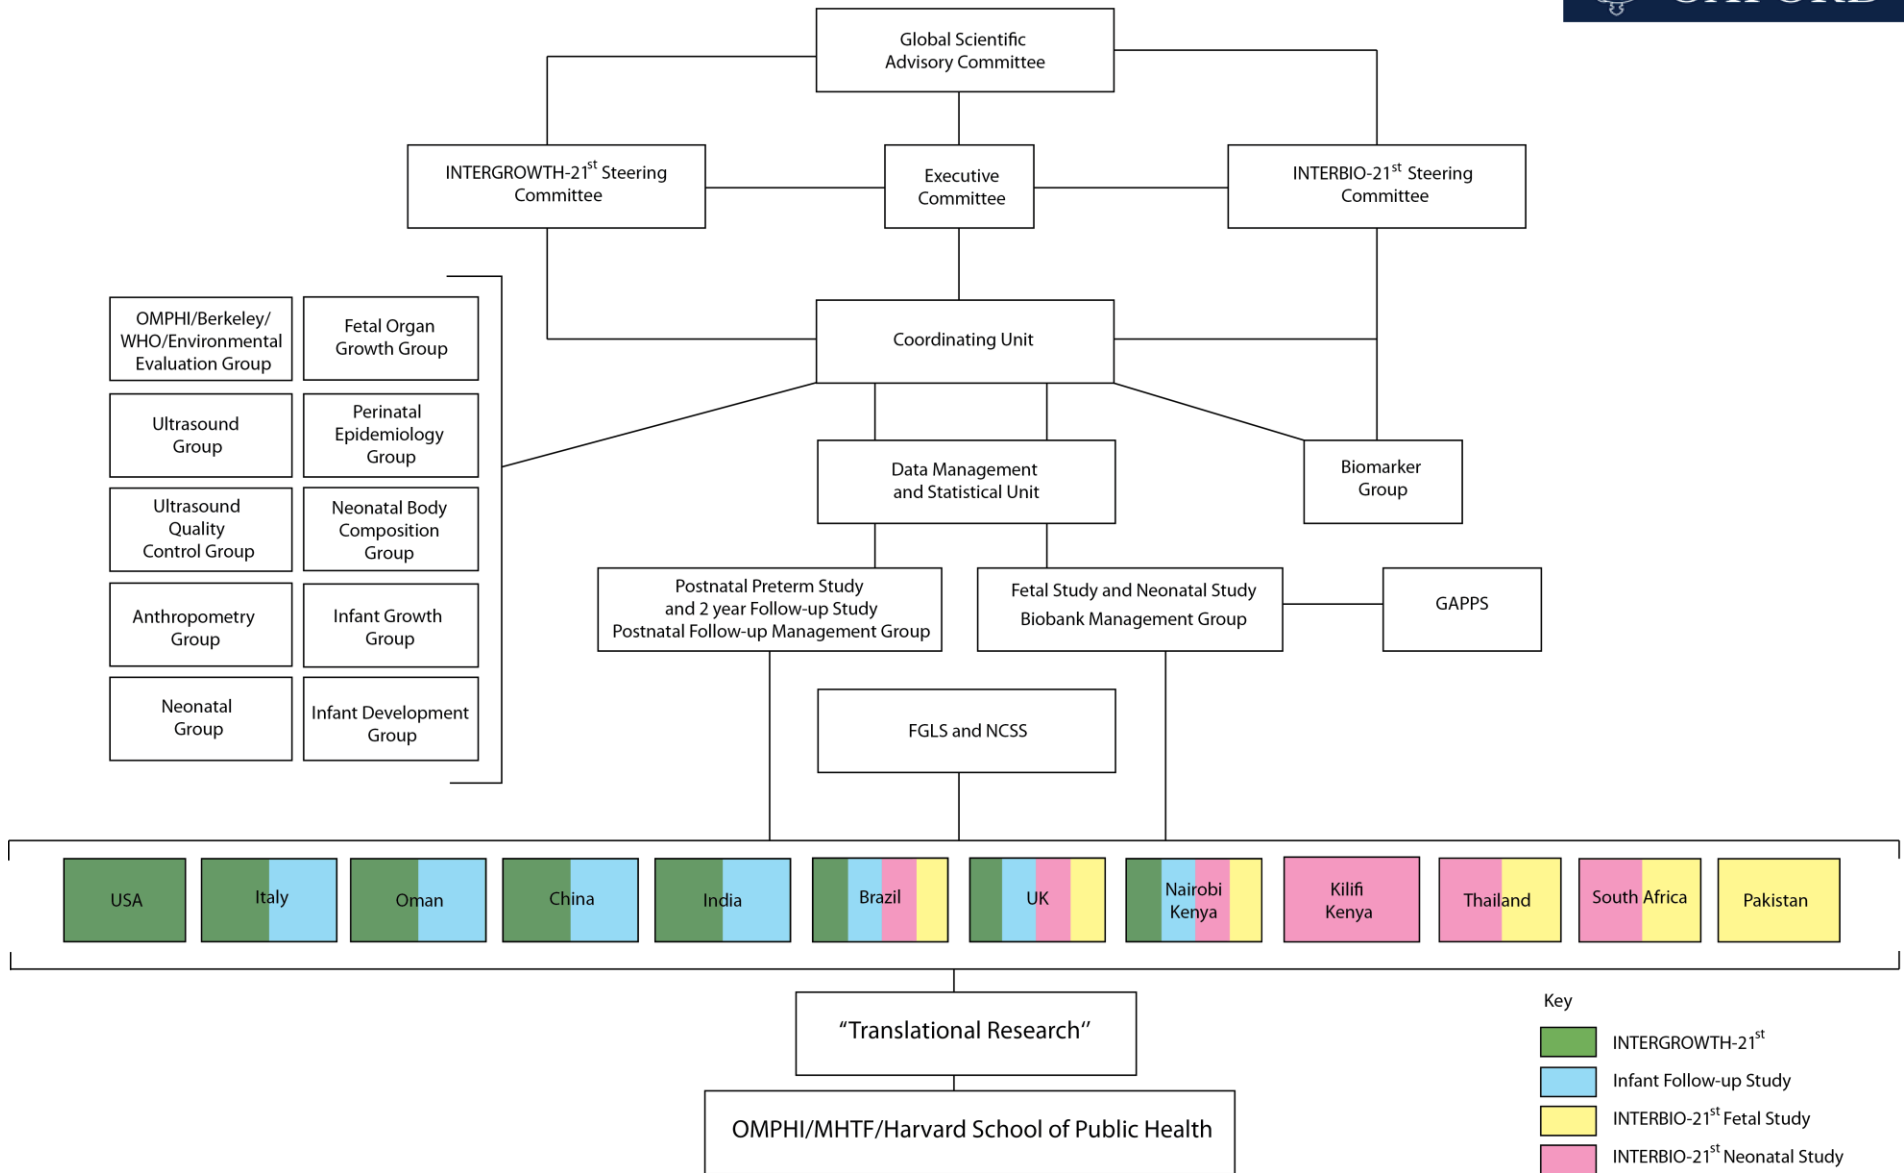 Global Scientific
Advisory Committee
INTERGROWTH-21st Steering
Committee
Executive
Committee
INTERBIO-21st Steering
Committee
OMPHI/Berkeley/
WHO/Environmental
Evaluation Group
Fetal Organ
Growth Group
Coordinating Unit
Ultrasound
Group
Perinatal
Epidemiology
Group
Data Management
and Statistical Unit
Biomarker
Group
Ultrasound
Quality
Control Group
Neonatal Body
Composition
Group
Anthropometry
Group
Infant Growth
Group
Postnatal Preterm Study
and 2 year Follow-up Study
Postnatal Follow-up Management Group
Fetal Study and Neonatal Study
Biobank Management Group
GAPPS
Neonatal
Group
Infant Development
Group
FGLS and NCSS
USA
Italy
Oman
China
India
Brazil
UK
Nairobi
Kenya
Kilifi
Kenya
Thailand
South Africa
Pakistan
"Translational Research"
OMPHI/MHTF/Harvard School of Public Health
Key
INTERGROWTH-21st
Infant Follow-up Study
INTERBIO-21st Fetal Study
INTERBIO-21st Neonatal Study